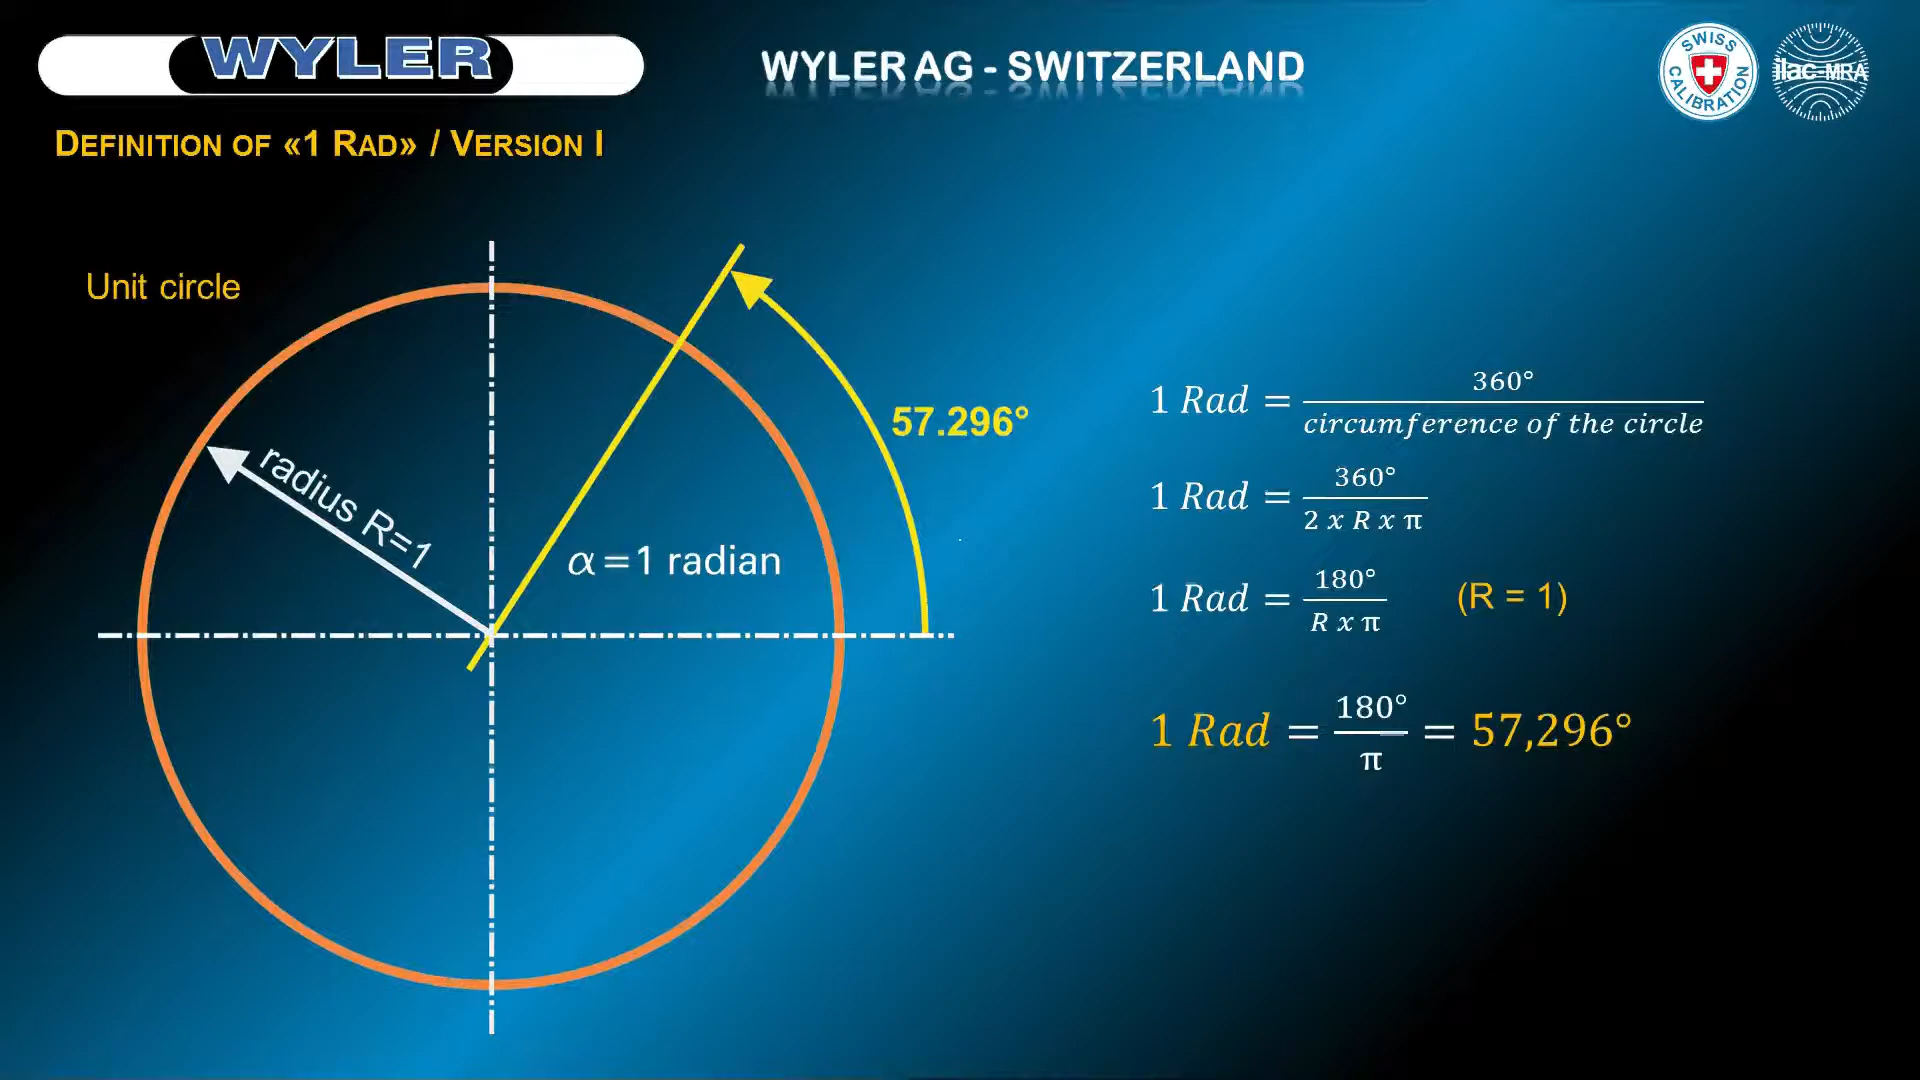 WYLER
WYLER AG - SWITZERLAND
SWISS
CALIBRATION
ilac-MRA
DEFINITION OF «1 RAD» / VERSION I
Unit circle
radius R=1
α=1 radian
57.296°
1 Rad = 360° / circumference of the circle
1 Rad = 360° / 2 x R x π
1 Rad = 180° / R x π (R = 1)
1 Rad = 180° / π = 57,296°